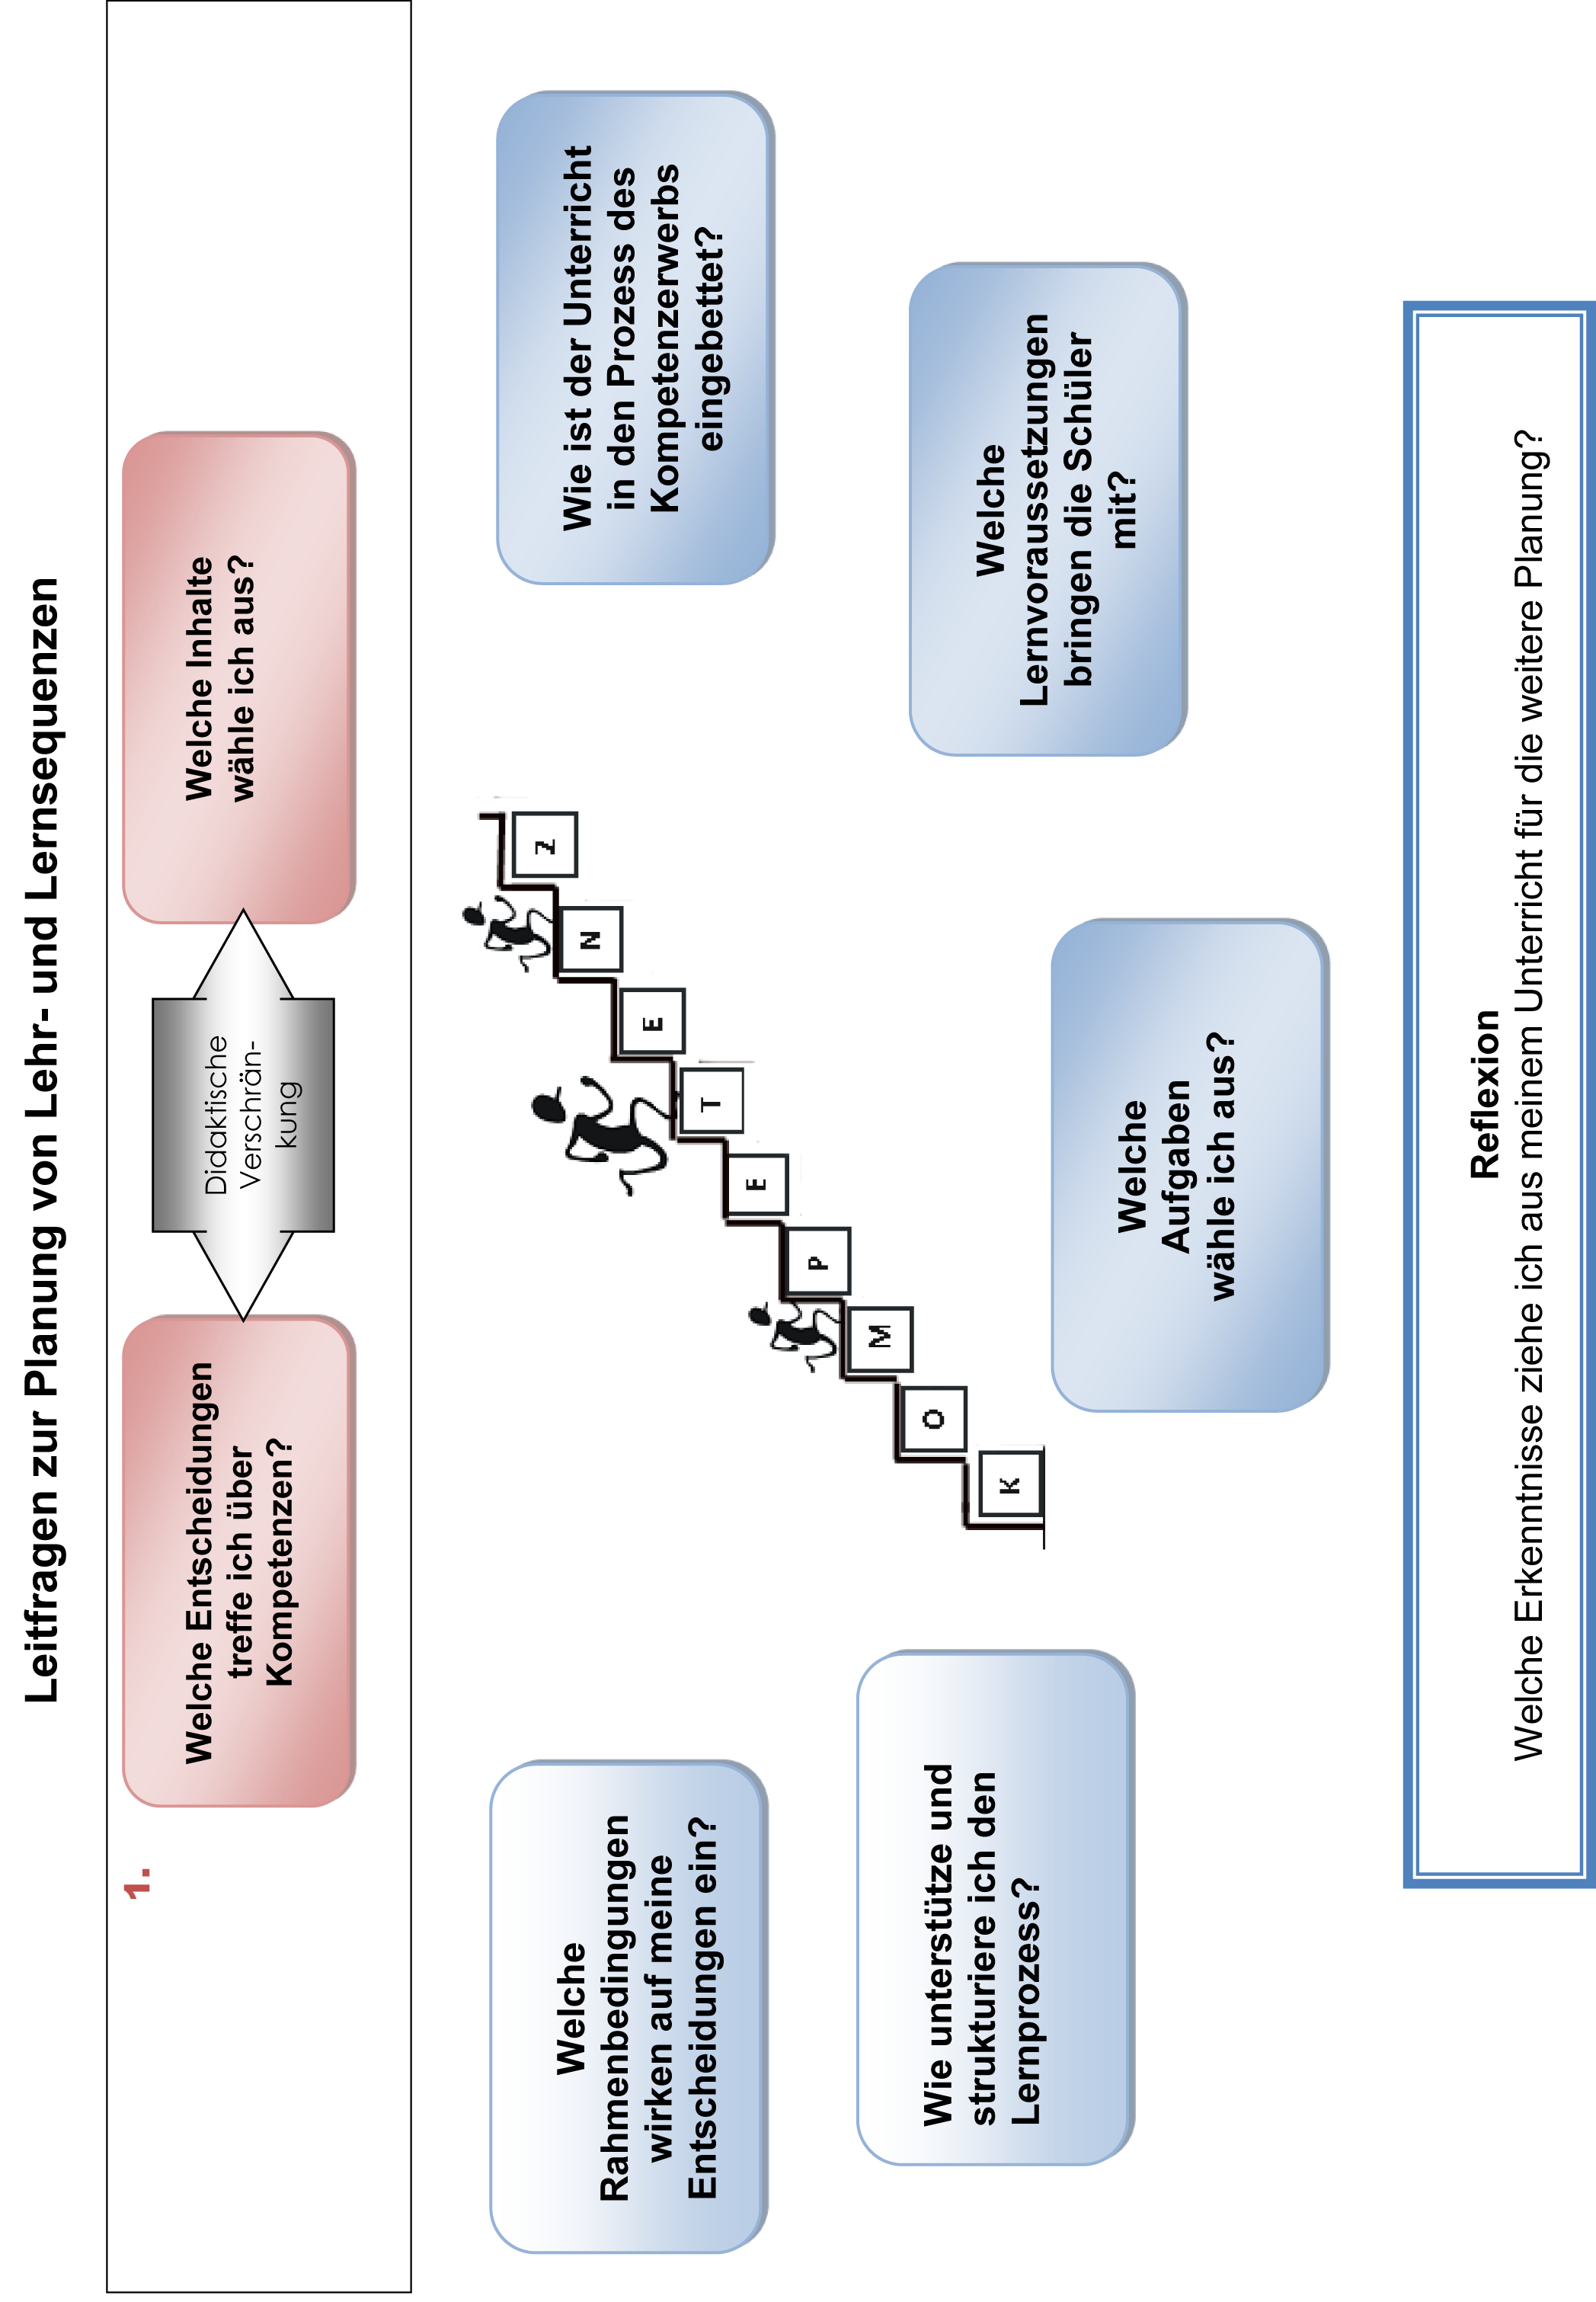 Leitfragen zur Planung von Lehr- und Lernsequenzen
1.
Welche Entscheidungen
treffe ich über
Kompetenzen?
Didaktische
Verschrän-
kung
Welche Inhalte
wähle ich aus?
Welche
Rahmenbedingungen
wirken auf meine
Entscheidungen ein?
Wie ist der Unterricht
in den Prozess des
Kompetenzerwerbs
eingebettet?
K
O
M
P
E
T
E
N
Z
Wie unterstütze und
strukturiere ich den
Lernprozess?
Welche
Lernvoraussetzungen
bringen die Schüler
mit?
Welche
Aufgaben
wähle ich aus?
Reflexion
Welche Erkenntnisse ziehe ich aus meinem Unterricht für die weitere Planung?